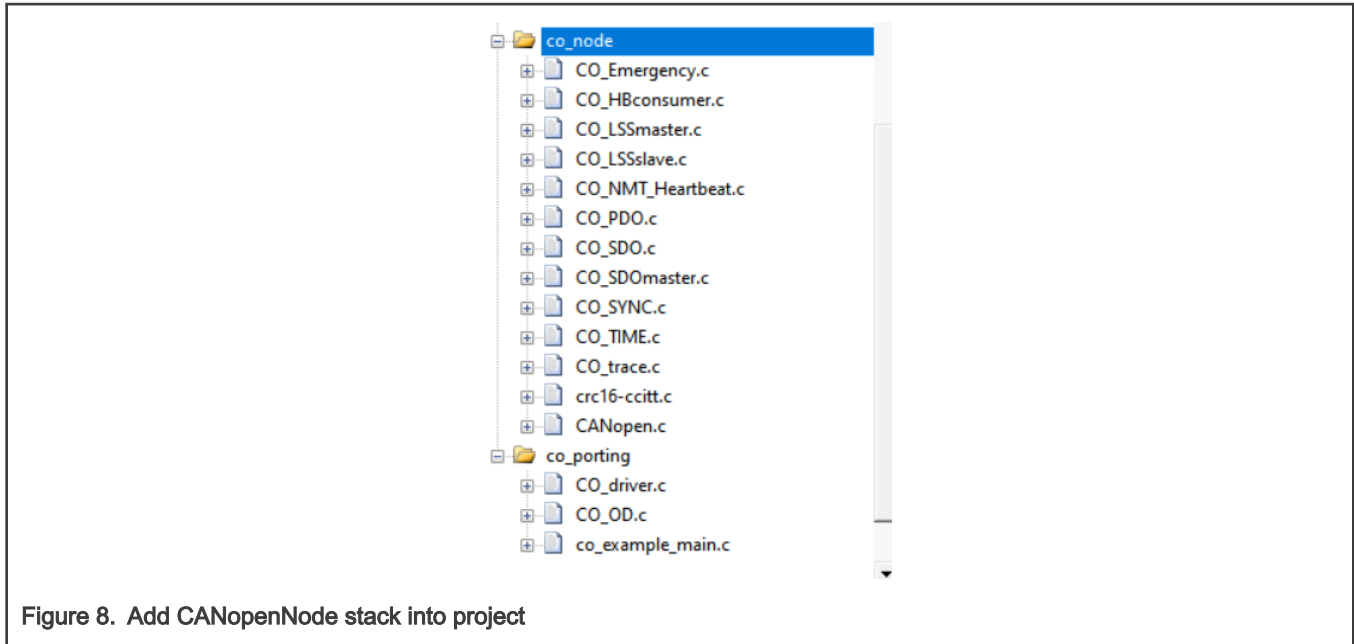 co_node
CO_Emergency.c
CO_HBconsumer.c
CO_LSSmaster.c
CO_LSSslave.c
CO_NMT_Heartbeat.c
CO_PDO.c
CO_SDO.c
CO_SDOmaster.c
CO_SYNC.c
CO_TIME.c
CO_trace.c
crc16-ccitt.c
CANopen.c
co_porting
CO_driver.c
CO_OD.c
co_example_main.c
Figure 8. Add CANopenNode stack into project